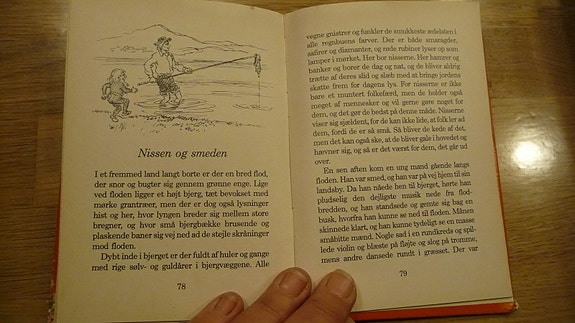 Nissen og smeden
I et fremmed land langt borte er der en bred flod,
der snor og bugter sig gennem grønne enge. Lige
ved floden ligger et højt bjerg, tæt bevokset med
mørke grantræer, men der er dog også lysninger
hist og her, hvor lyngen breder sig mellem store
bregner, og hvor små bjergbække brusende og
plaskende baner sig vej ned ad de stejle skråninger
mod floden.
Dybt inde i bjerget er der fuldt af huler og gange
med rige sølv- og guldårer i bjergvæggene. Alle
78
vegne gnistrer og funkler de smukkeste ædelsten i
alle regnbuens farver. Der er både smaragder,
safirer og diamanter, og røde rubiner lyser op som
lamper i mørket. Her bor nisserne. Her hamrer og
banker og borer de dag og nat, og de bliver aldrig
trætte af deres slid og slæb med at bringe jordens
skatte frem for dagens lys. For nisserne er ikke
bare et muntert folkefærd, men de holder også
meget af mennesker og vil gerne gøre noget for
dem, og det gør de bedst på denne måde. Nisserne
viser sig sjældent, for de kan ikke lide, at folk ler ad
dem, fordi de er så små. Så bliver de kede af det,
men det kan også ske, at de bliver gale i hovedet og
hævner sig, og så er det værst for dem, det går ud
over.
En sen aften kom en ung mand gående langs
floden. Han var smed, og han var på vej hjem til sin
landsby. Da han nåede hen til bjerget, hørte han
pludselig den dejligste musik nede fra flod-
bredden, og han standsede og gemte sig bag en
busk, hvorfra han kunne se ned til floden. Månen
skinnede klart, og han kunne tydeligt se en masse
småbitte mænd. Nogle sad i en rundkreds og spil-
lede violin og blæste på fløjte og slog på tromme,
mens andre dansede rundt i græsset. Der var
79